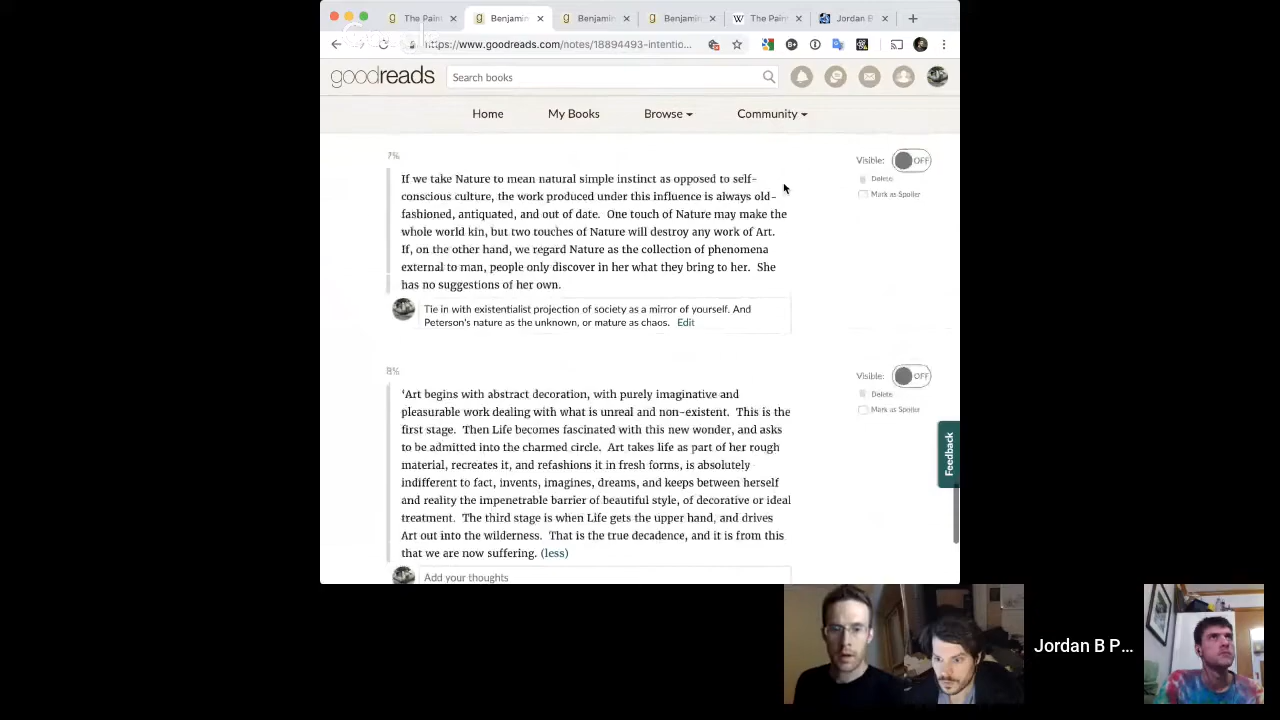 The Pain
Benjamin
Benjamin
Benjamin
The Pain
Jordan B
https://www.goodreads.com/notes/18894493-intentio...
goodreads
Search books
Home
My Books
Browse
Community
7%
Visible: OFF
If we take Nature to mean natural simple instinct as opposed to self-
Delete
conscious culture, the work produced under this influence is always old-
Mark as Spoiler
fashioned, antiquated, and out of date. One touch of Nature may make the
whole world kin, but two touches of Nature will destroy any work of Art.
If, on the other hand, we regard Nature as the collection of phenomena
external to man, people only discover in her what they bring to her. She
has no suggestions of her own.
Tie in with existentialist projection of society as a mirror of yourself. And
Peterson's nature as the unknown, or mature as chaos. Edit
8%
Visible: OFF
'Art begins with abstract decoration, with purely imaginative and
Delete
pleasurable work dealing with what is unreal and non-existent. This is the
Mark as Spoiler
first stage. Then Life becomes fascinated with this new wonder, and asks
to be admitted into the charmed circle. Art takes life as part of her rough
material, recreates it, and refashions it in fresh forms, is absolutely
indifferent to fact, invents, imagines, dreams, and keeps between herself
and reality the impenetrable barrier of beautiful style, of decorative or ideal
treatment. The third stage is when Life gets the upper hand, and drives
Art out into the wilderness. That is the true decadence, and it is from this
that we are now suffering. (less)
Feedback
Add your thoughts
Jordan B P...